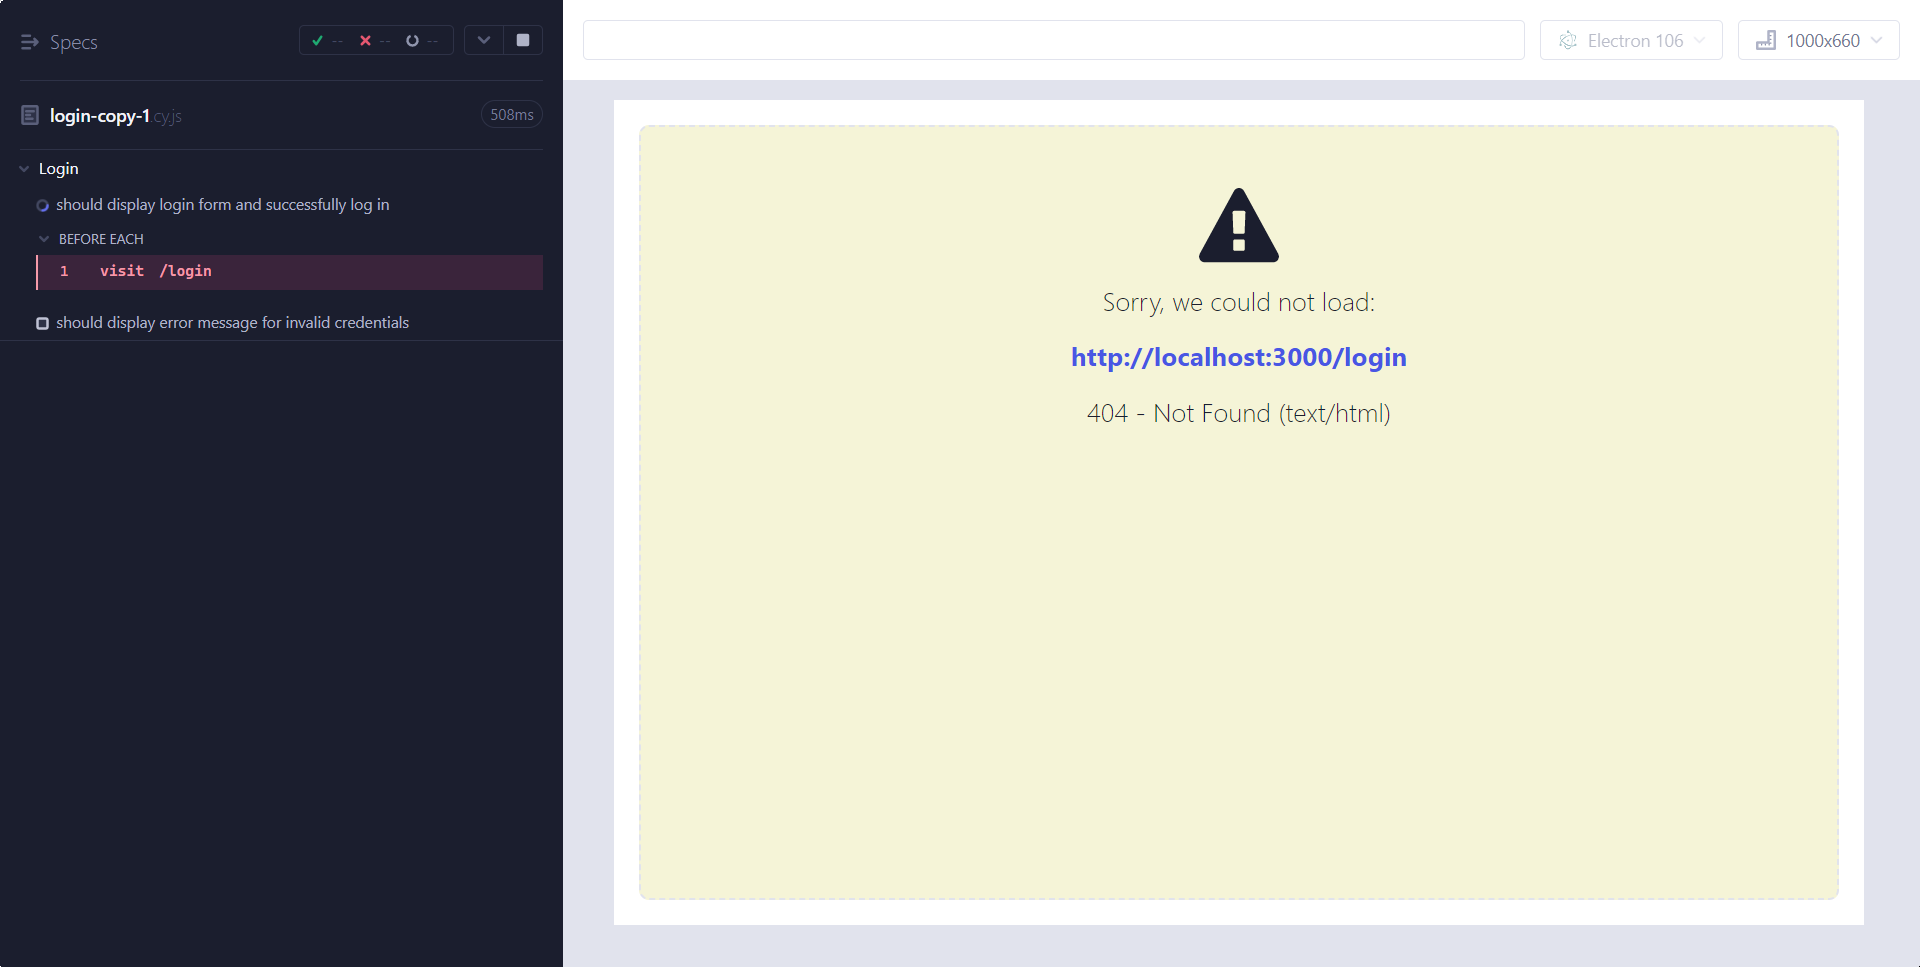 Specs
-- -- --
login-copy-1.cy.js
508ms
Login
should display login form and successfully log in
BEFORE EACH
1 visit /login
should display error message for invalid credentials
Electron 106
1000x660
Sorry, we could not load:
http://localhost:3000/login
404 - Not Found (text/html)